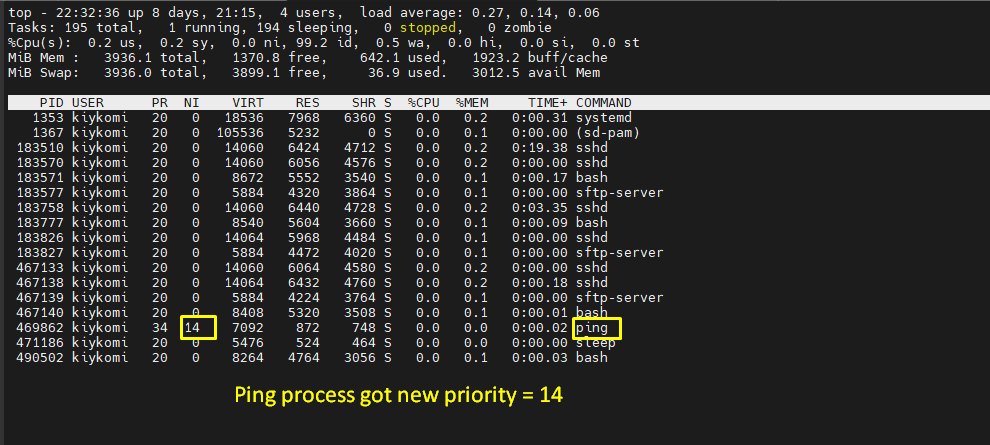 top - 22:32:36 up 8 days, 21:15,  4 users,  load average: 0.27, 0.14, 0.06
Tasks: 195 total,   1 running, 194 sleeping,   0 stopped,   0 zombie
%Cpu(s):  0.2 us,  0.2 sy,  0.0 ni, 99.2 id,  0.5 wa,  0.0 hi,  0.0 si,  0.0 st
MiB Mem :   3936.1 total,   1370.8 free,    642.1 used,   1923.2 buff/cache
MiB Swap:   3936.0 total,   3899.1 free,     36.9 used.   3012.5 avail Mem
PID USER      PR  NI    VIRT    RES    SHR S  %CPU  %MEM     TIME+ COMMAND
1353 kiykomi   20   0   18536   7968   6360 S   0.0   0.2   0:00.31 systemd
1367 kiykomi   20   0  105536   5232      0 S   0.0   0.1   0:00.00 (sd-pam)
183510 kiykomi   20   0   14060   6424   4712 S   0.0   0.2   0:19.38 sshd
183570 kiykomi   20   0   14060   6056   4576 S   0.0   0.2   0:00.00 sshd
183571 kiykomi   20   0    8672   5552   3540 S   0.0   0.1   0:00.17 bash
183577 kiykomi   20   0    5884   4320   3864 S   0.0   0.1   0:00.00 sftp-server
183758 kiykomi   20   0   14060   6440   4728 S   0.0   0.2   0:03.35 sshd
183777 kiykomi   20   0    8540   5604   3660 S   0.0   0.1   0:00.09 bash
183826 kiykomi   20   0   14064   5968   4484 S   0.0   0.1   0:00.00 sshd
183827 kiykomi   20   0    5884   4472   4020 S   0.0   0.1   0:00.00 sftp-server
467133 kiykomi   20   0   14060   6064   4580 S   0.0   0.2   0:00.00 sshd
467138 kiykomi   20   0   14064   6432   4760 S   0.0   0.2   0:00.18 sshd
467139 kiykomi   20   0    5884   4224   3764 S   0.0   0.1   0:00.00 sftp-server
467140 kiykomi   20   0    8408   5320   3508 S   0.0   0.1   0:00.01 bash
469862 kiykomi   34  14    7092    872    748 S   0.0   0.0   0:00.02 ping
471186 kiykomi   20   0    5476    524    464 S   0.0   0.0   0:00.00 sleep
490502 kiykomi   20   0    8264   4764   3056 S   0.0   0.1   0:00.03 bash
Ping process got new priority = 14